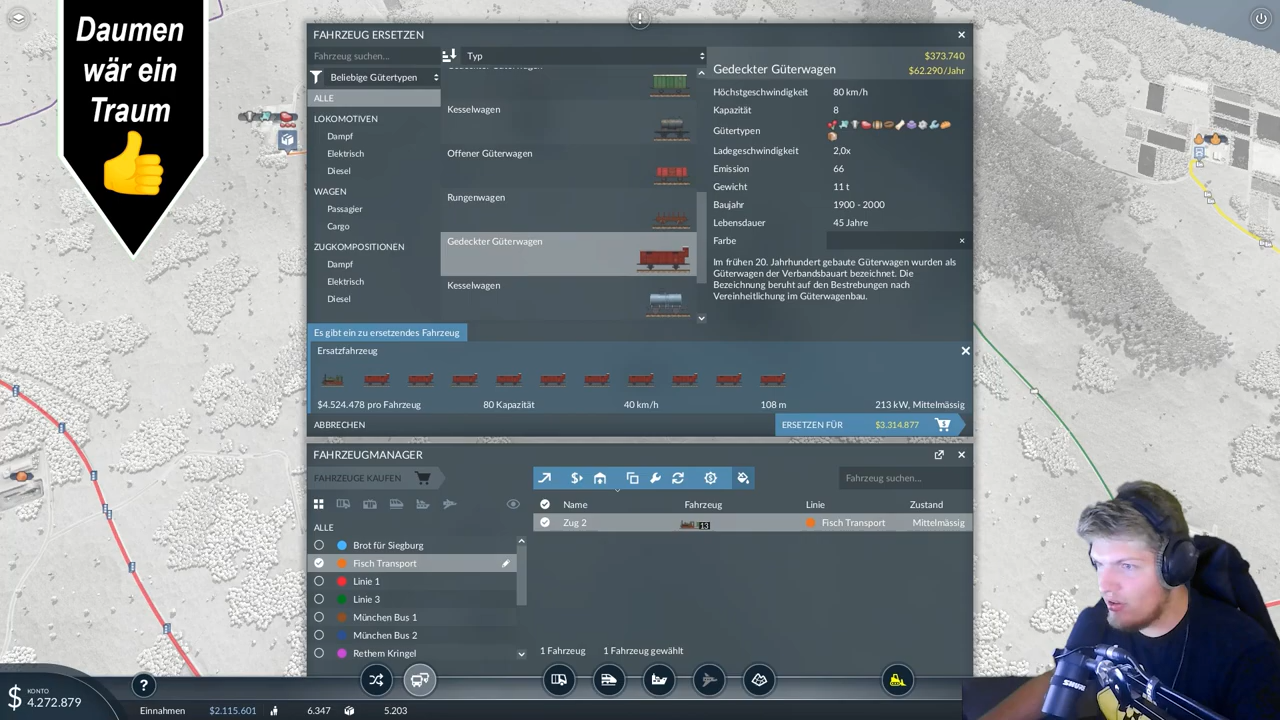 Daumen
wär ein
Traum
FAHRZEUG ERSETZEN
Fahrzeug suchen...
Typ
Beliebige Gütertypen
ALLE
LOKOMOTIVEN
Dampf
Elektrisch
Diesel
WAGEN
Passagier
Cargo
ZUGKOMPOSITIONEN
Dampf
Elektrisch
Diesel
Gedeckter Güterwagen
Kesselwagen
Offener Güterwagen
Rungenwagen
Gedeckter Güterwagen
Kesselwagen
$373.740
Gedeckter Güterwagen
$62.290/Jahr
Höchstgeschwindigkeit 80 km/h
Kapazität 8
Gütertypen
Ladegeschwindigkeit 2,0x
Emission 66
Gewicht 11 t
Baujahr 1900 - 2000
Lebensdauer 45 Jahre
Farbe
Im frühen 20. Jahrhundert gebaute Güterwagen wurden als
Güterwagen der Verbandsbauart bezeichnet. Die
Bezeichnung beruht auf den Bestrebungen nach
Vereinheitlichung im Güterwagenbau.
Es gibt ein zu ersetzendes Fahrzeug
Ersatzfahrzeug
$4.524.478 pro Fahrzeug 80 Kapazität 40 km/h 108 m 213 kW, Mittelmässig
ABBRECHEN
ERSETZEN FÜR $3.314.877
FAHRZEUGMANAGER
FAHRZEUGE KAUFEN
Fahrzeug suchen...
ALLE
Brot für Siegburg
Fisch Transport
Linie 1
Linie 3
München Bus 1
München Bus 2
Rethem Kringel
Name Fahrzeug Linie Zustand
Zug 2 13 Fisch Transport Mittelmässig
1 Fahrzeug 1 Fahrzeug gewählt
$ KONTO
4.272.879
?
Einnahmen $2.115.601 6.347 5.203
SHURE